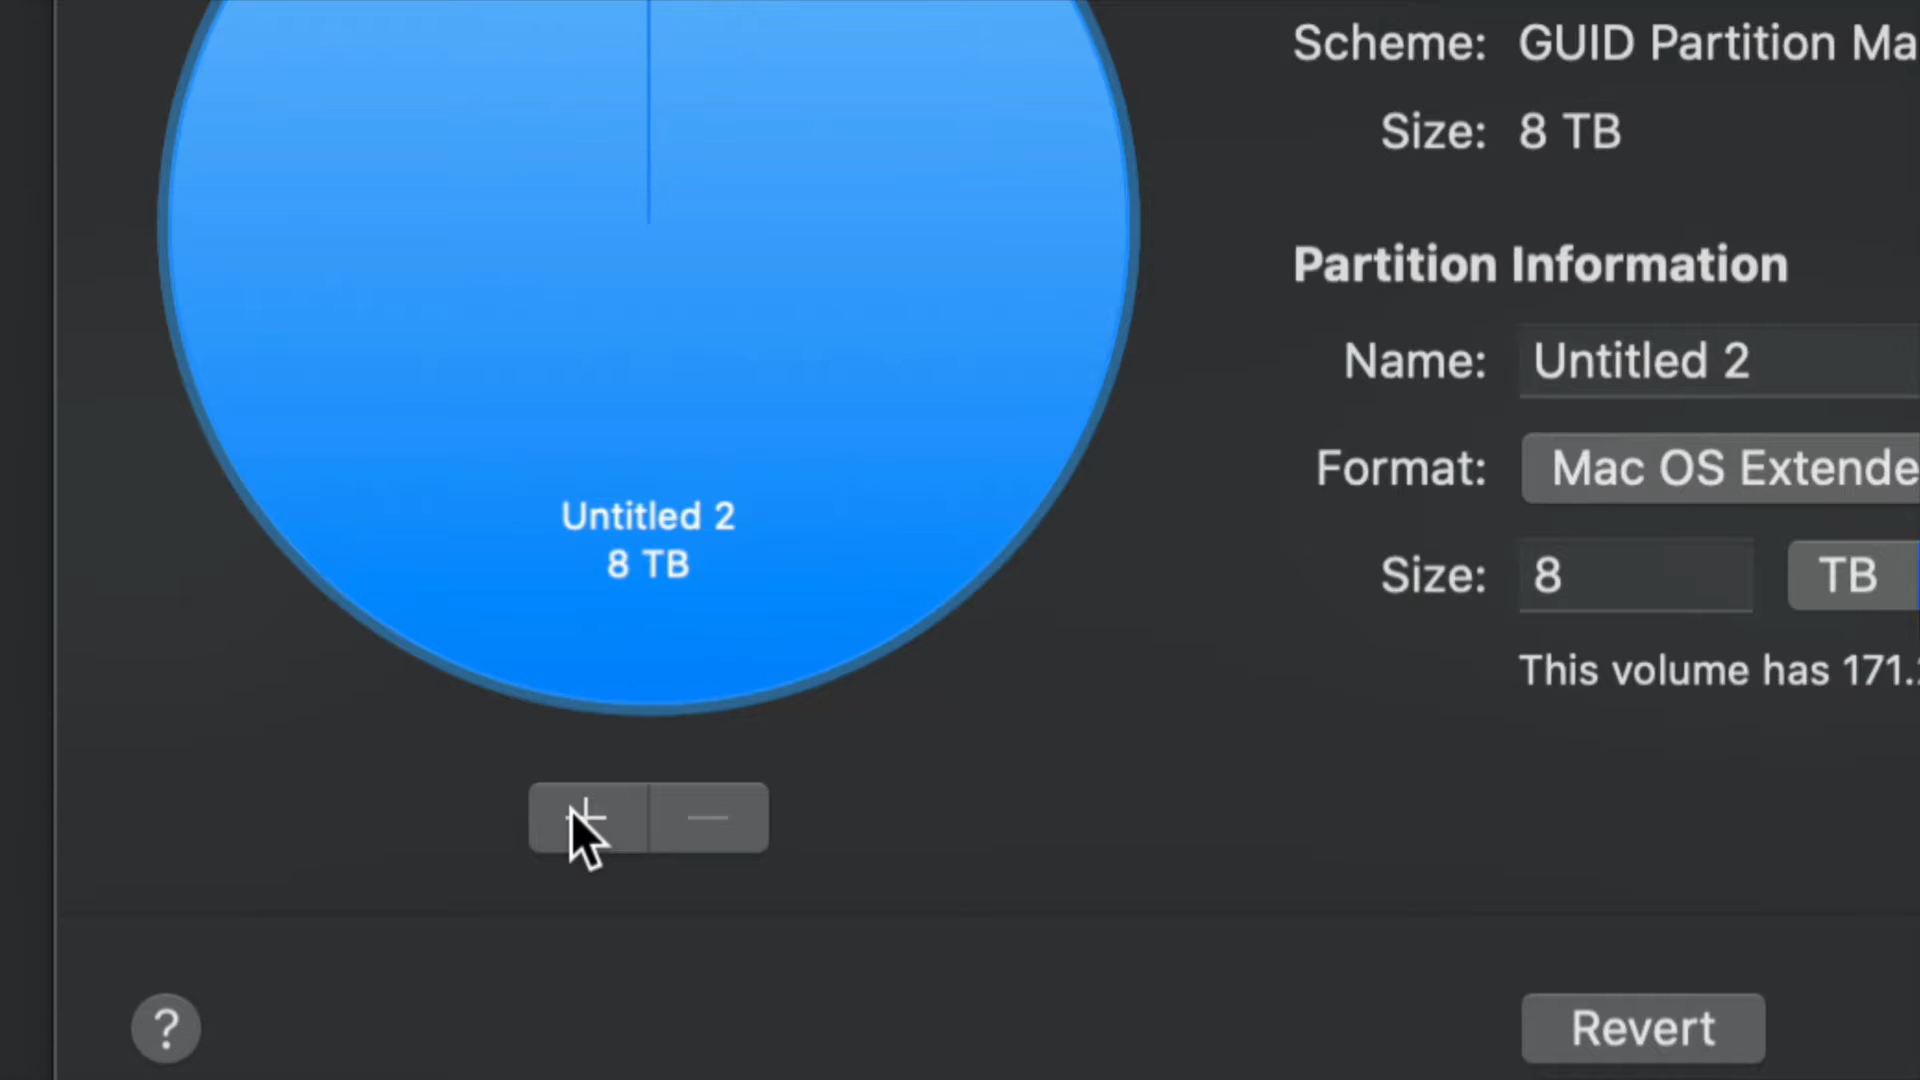 Scheme: GUID Partition Ma
Size: 8 TB
Partition Information
Name: Untitled 2
Format: Mac OS Extende
Size: 8 TB
This volume has 171.
Untitled 2
8 TB
?
Revert